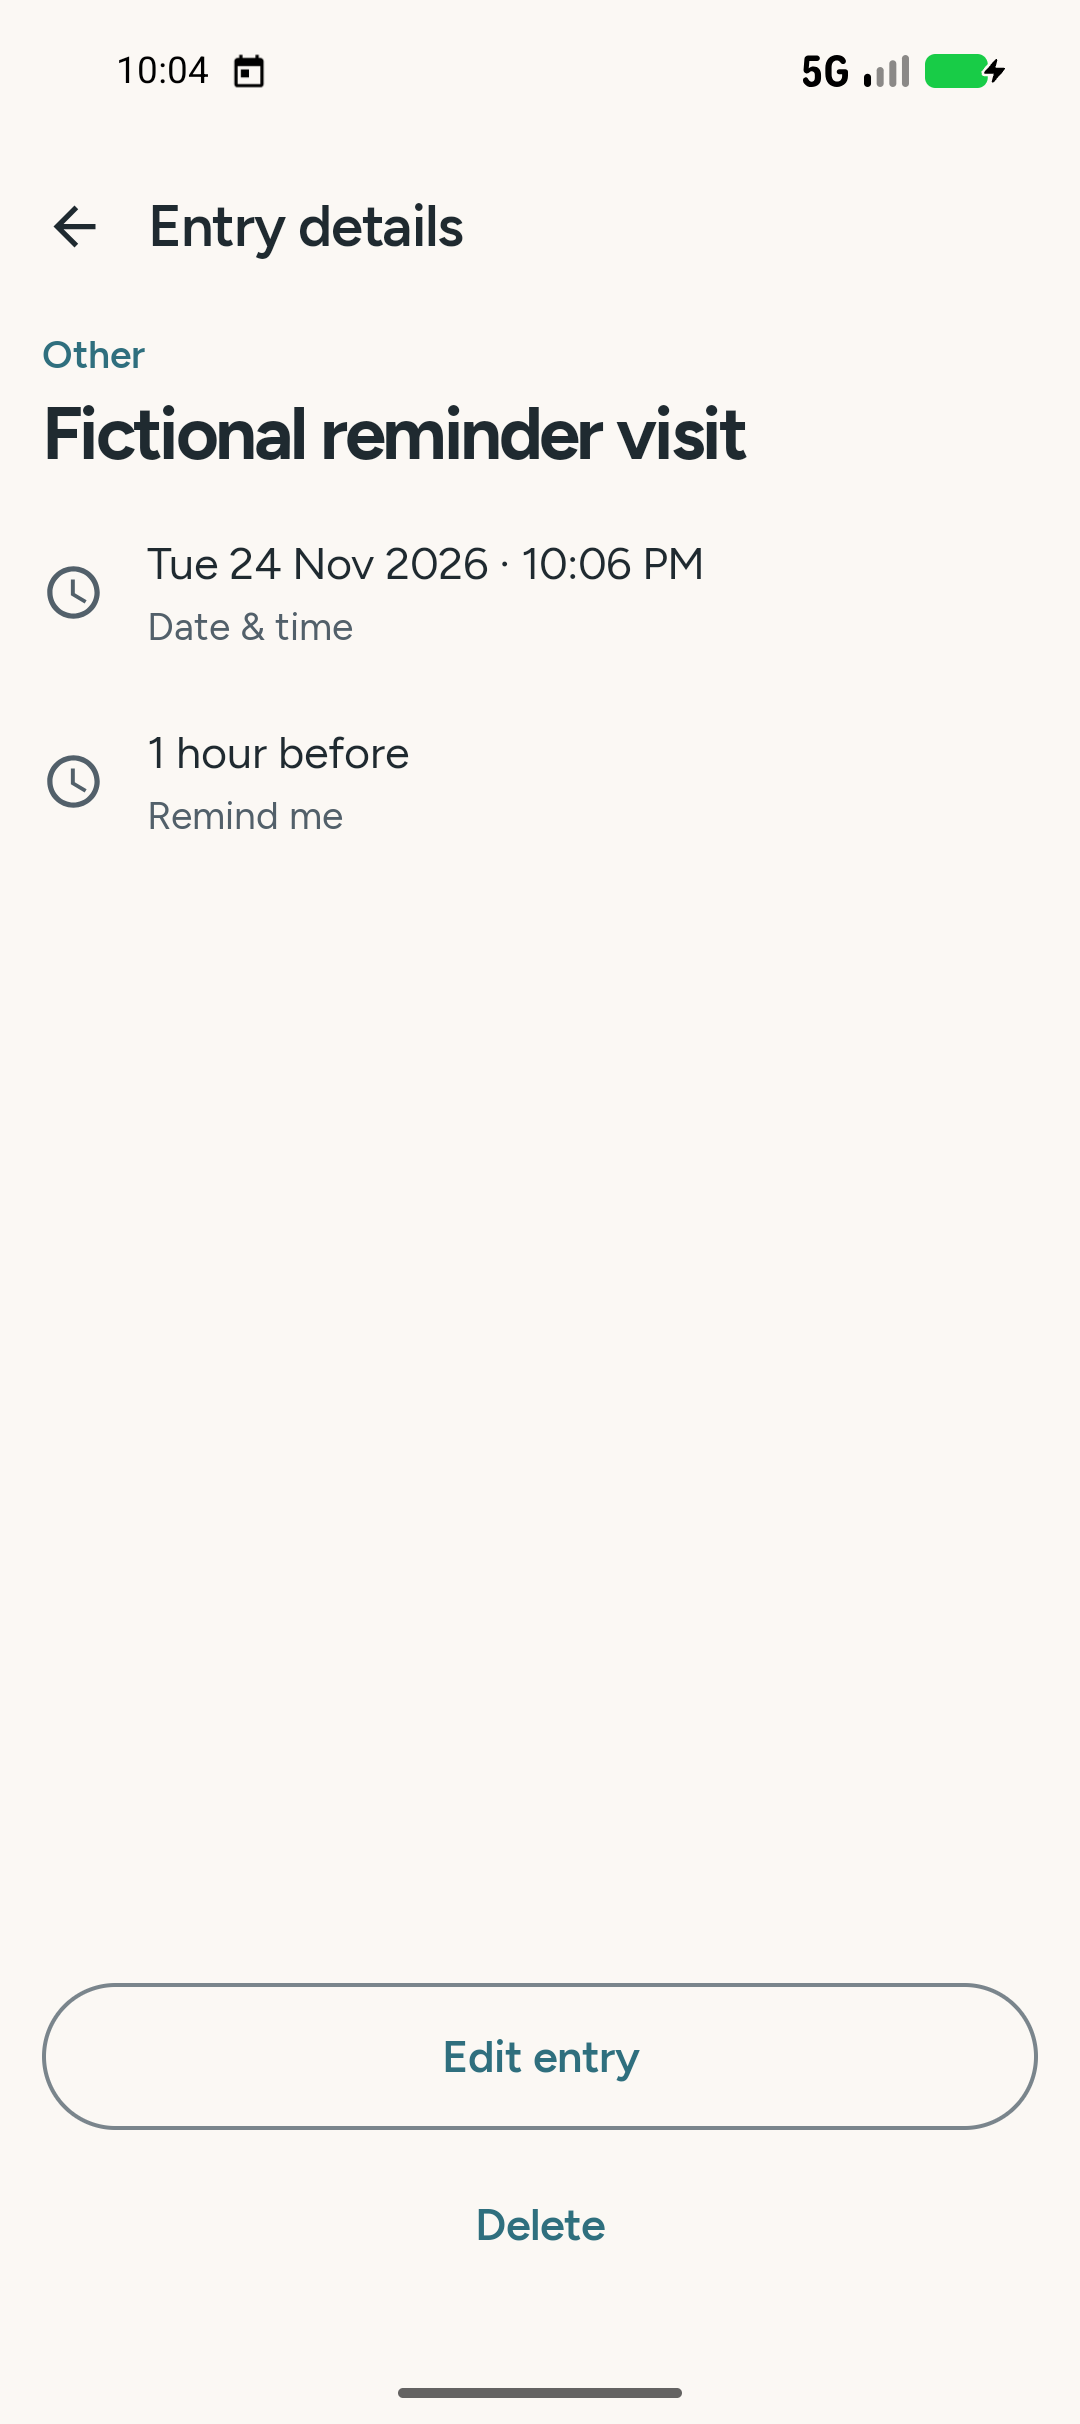 10:04
5G
Entry details
Other
Fictional reminder visit
Tue 24 Nov 2026 · 10:06 PM
Date & time
1 hour before
Remind me
Edit entry
Delete